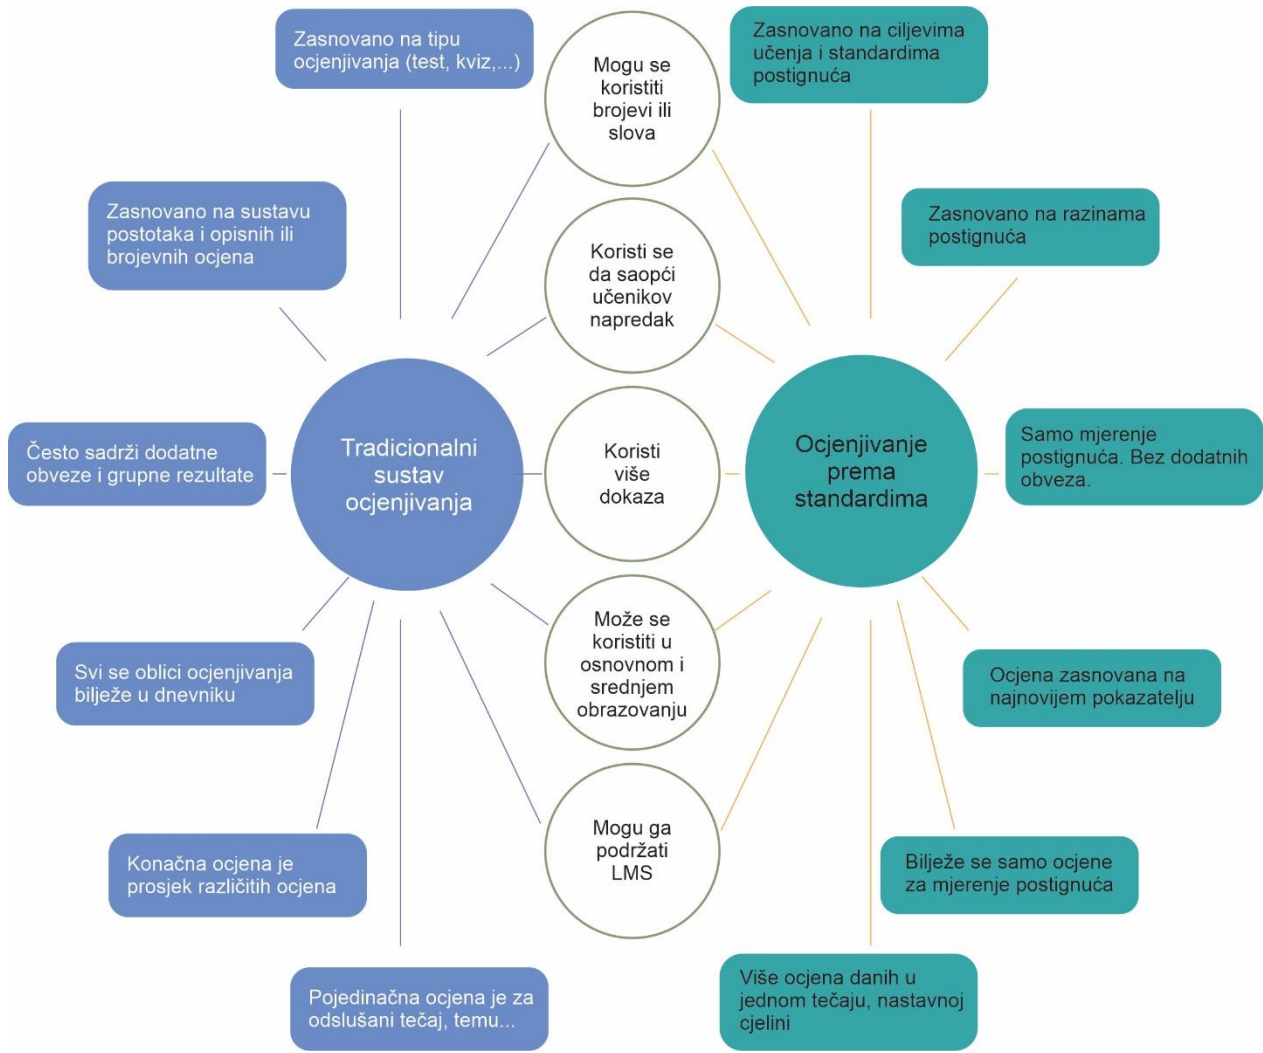 Zasnovano na tipu
ocjenjivanja (test, kviz,...)
Mogu se
koristiti
brojevi ili
slova
Zasnovano na ciljevima
učenja i standardima
postignuća
Zasnovano na sustavu
postotaka i opisnih ili
brojevnih ocjena
Koristi se
da saopći
učenikov
napredak
Zasnovano na razinama
postignuća
Često sadrži dodatne
obveze i grupne rezultate
Tradicionalni
sustav
ocjenjivanja
Koristi
više
dokaza
Ocjenjivanje
prema
standardima
Samo mjerenje
postignuća. Bez dodatnih
obveza.
Svi se oblici ocjenjivanja
bilježe u dnevniku
Može se
koristiti u
osnovnom i
srednjem
obrazovanju
Ocjena zasnovana na
najnovijem pokazatelju
Konačna ocjena je
prosjek različitih ocjena
Mogu ga
podržati
LMS
Bilježe se samo ocjene
za mjerenje postignuća
Pojedinačna ocjena je za
odslušani tečaj, temu...
Više ocjena danih u
jednom tečaju, nastavnoj
cjelini